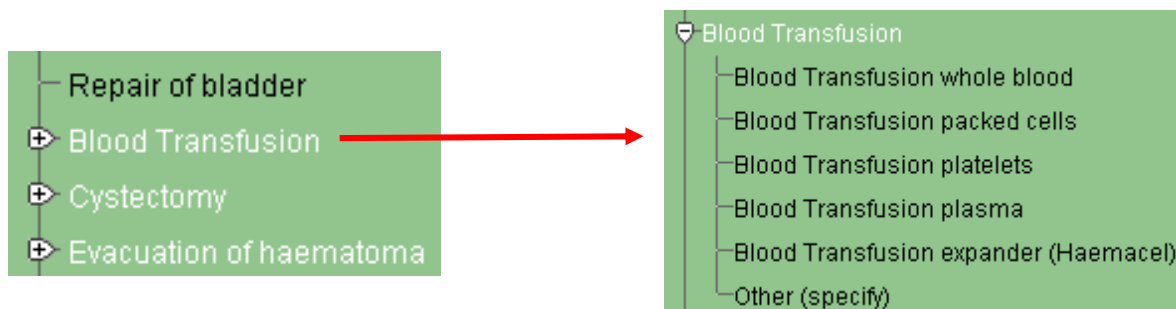 Repair of bladder
Blood Transfusion
Cystectomy
Evacuation of haematoma
Blood Transfusion
Blood Transfusion whole blood
Blood Transfusion packed cells
Blood Transfusion platelets
Blood Transfusion plasma
Blood Transfusion expander (Haemacel)
Other (specify)